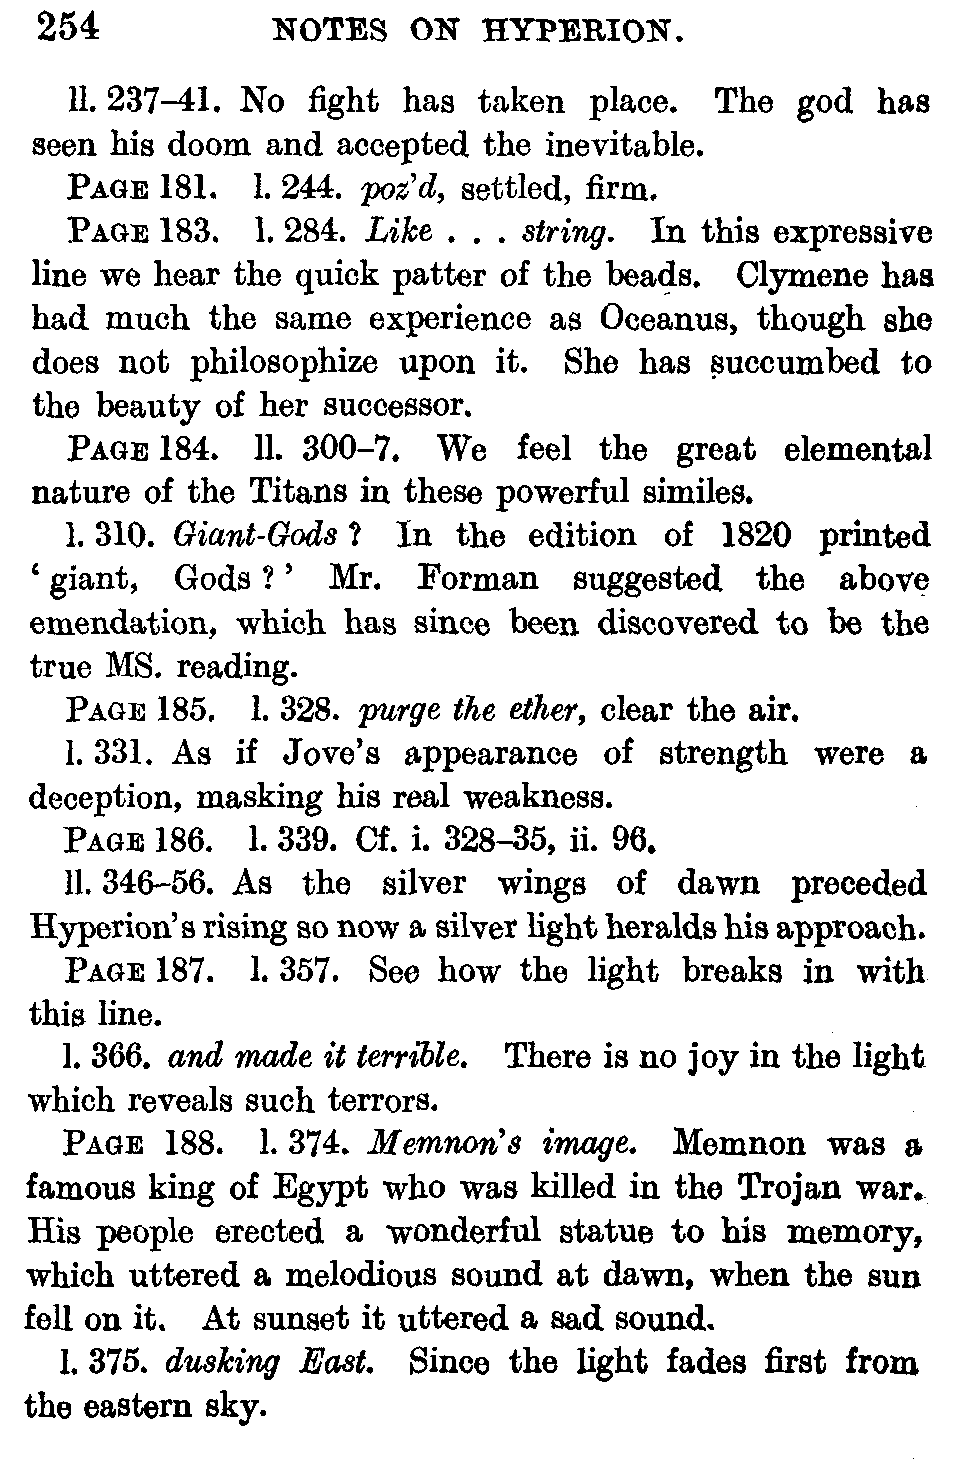 254 NOTES ON HYPERION.
ll. 237–41. No fight has taken place. The god has
seen his doom and accepted the inevitable.
PAGE 181. l. 244. poz'd, settled, firm.
PAGE 183. l. 284. Like . . . string. In this expressive
line we hear the quick patter of the beads. Clymene has
had much the same experience as Oceanus, though she
does not philosophize upon it. She has succumbed to
the beauty of her successor.
PAGE 184. ll. 300–7. We feel the great elemental
nature of the Titans in these powerful similes.
l. 310. Giant-Gods? In the edition of 1820 printed
‘giant, Gods?’ Mr. Forman suggested the above
emendation, which has since been discovered to be the
true MS. reading.
PAGE 185. l. 328. purge the ether, clear the air.
l. 331. As if Jove's appearance of strength were a
deception, masking his real weakness.
PAGE 186. l. 339. Cf. i. 328–35, ii. 96.
ll. 346–56. As the silver wings of dawn preceded
Hyperion's rising so now a silver light heralds his approach.
PAGE 187. l. 357. See how the light breaks in with
this line.
l. 366. and made it terrible. There is no joy in the light
which reveals such terrors.
PAGE 188. l. 374. Memnon's image. Memnon was a
famous king of Egypt who was killed in the Trojan war.
His people erected a wonderful statue to his memory,
which uttered a melodious sound at dawn, when the sun
fell on it. At sunset it uttered a sad sound.
l. 375. dusking East. Since the light fades first from
the eastern sky.